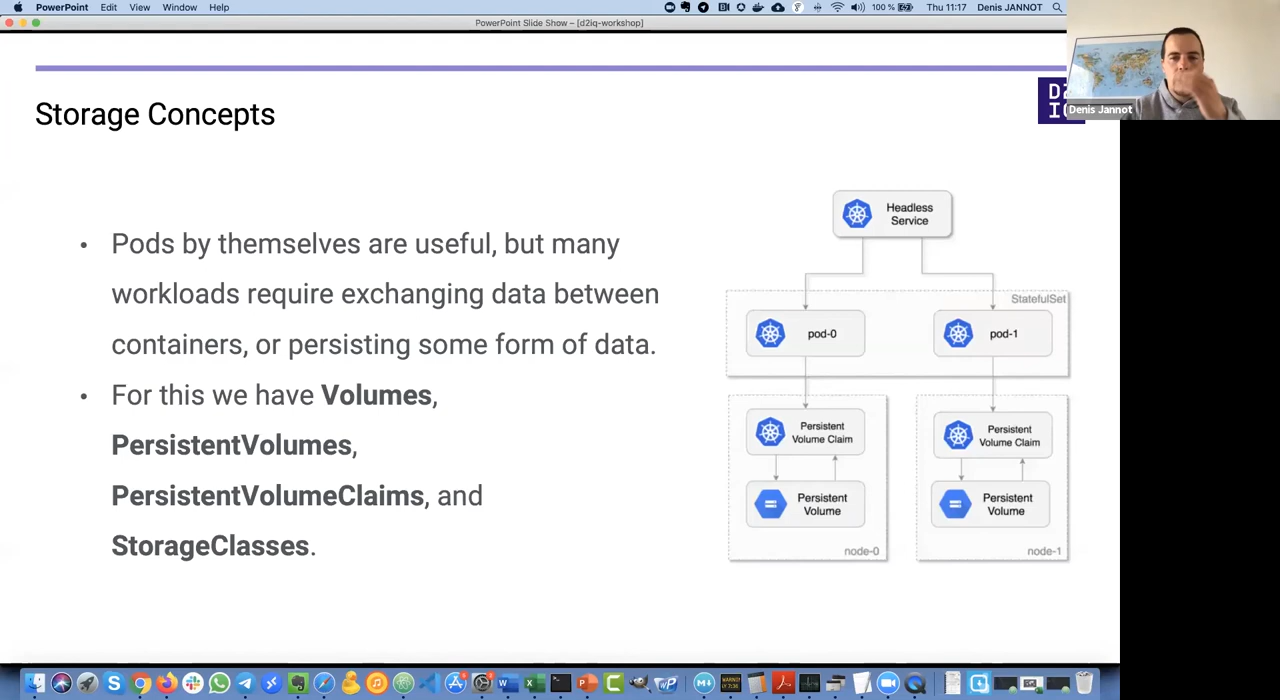 PowerPoint Edit View Window Help
100 % Thu 11:17 Denis JANNOT
PowerPoint Slide Show – [d2iq-workshop]
Denis Jannot
Storage Concepts
• Pods by themselves are useful, but many
workloads require exchanging data between
containers, or persisting some form of data.
• For this we have Volumes,
PersistentVolumes,
PersistentVolumeClaims, and
StorageClasses.
Headless
Service
StatefulSet
pod-0
pod-1
Persistent
Volume Claim
Persistent
Volume
node-0
Persistent
Volume Claim
Persistent
Volume
node-1